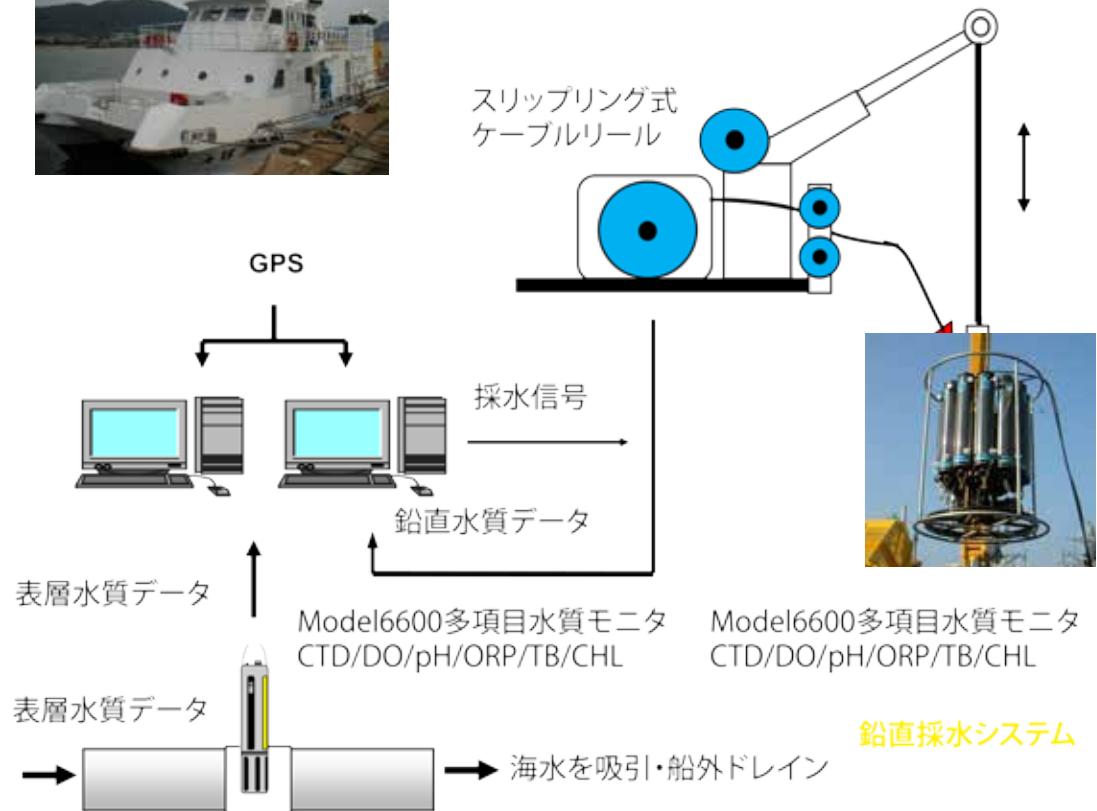 スリップリング式
ケーブルリール
GPS
採水信号
鉛直水質データ
表層水質データ
Model6600多項目水質モニタ
CTD/DO/pH/ORP/TB/CHL
Model6600多項目水質モニタ
CTD/DO/pH/ORP/TB/CHL
表層水質データ
鉛直採水システム
海水を吸引・船外ドレイン